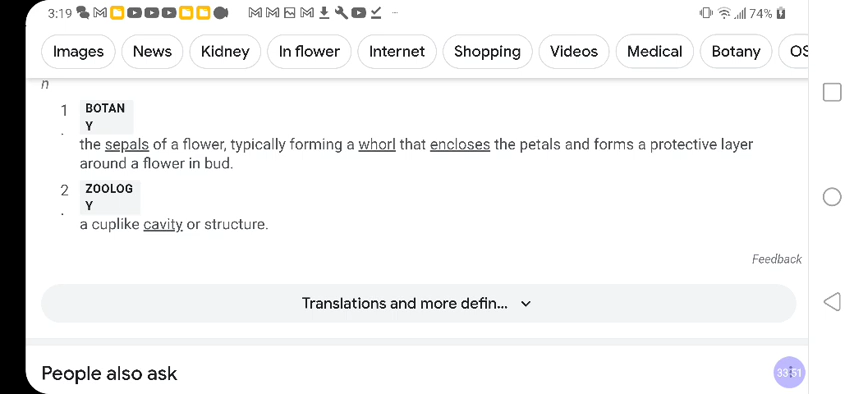 3:19
74%
Images
News
Kidney
In flower
Internet
Shopping
Videos
Medical
Botany
n
1
.
BOTAN
Y
the sepals of a flower, typically forming a whorl that encloses the petals and forms a protective layer
around a flower in bud.
2
.
ZOOLOG
Y
a cuplike cavity or structure.
Feedback
Translations and more defin...
People also ask